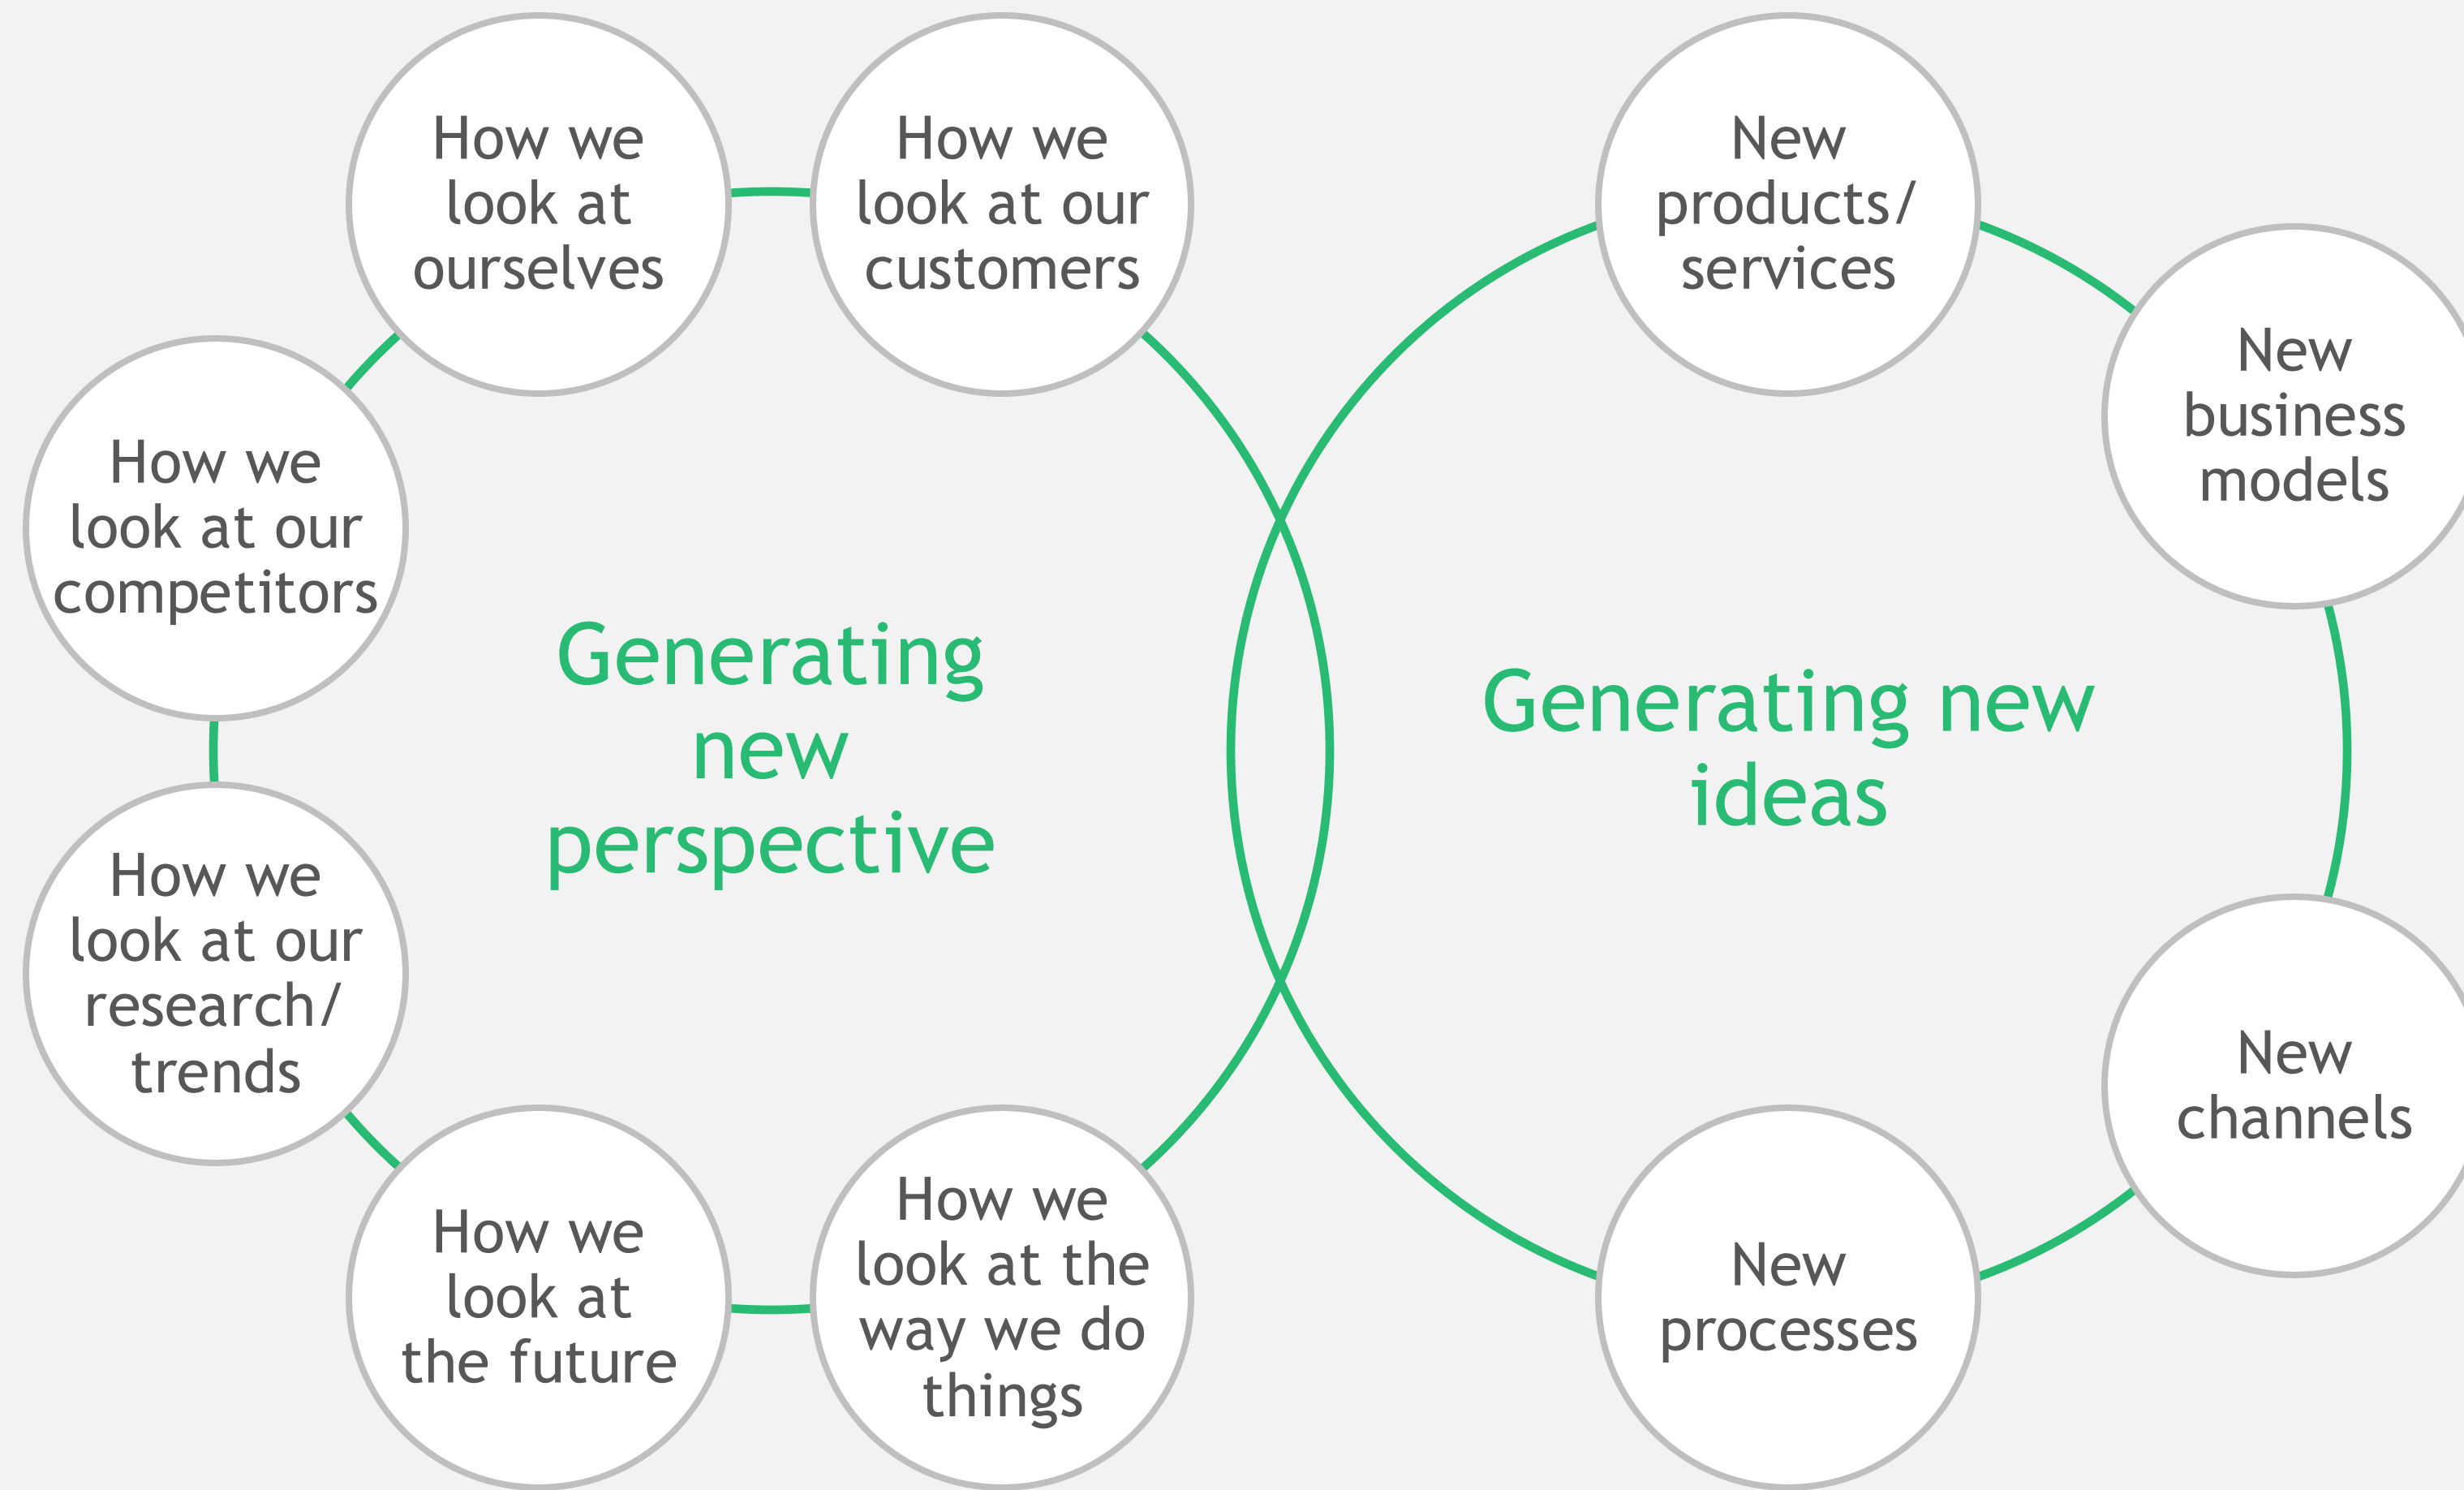 How we
look at
ourselves
How we
look at our
customers
How we
look at our
competitors
How we
look at our
research/
trends
How we
look at
the future
How we
look at the
way we do
things
Generating
new
perspective
New
products/
services
New
business
models
Generating new
ideas
New
channels
New
processes